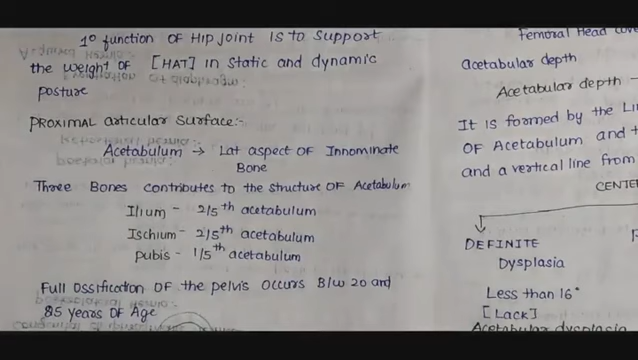 1° function OF HIP Joint Is to Support
the weight OF [HAT] In Static and dynamic
posture
PROXIMAL articular Surface:-
Acetabulum → Lat aspect OF Innominate
Bone
Three Bones contributes to the structure OF Acetabulum
Ilium - 2/5th acetabulum
Ischium - 2/5th acetabulum
pubis - 1/5th acetabulum
Full Ossification OF the pelvis occurs B/w 20 and
25 years OF Age
Femoral Head
Acetabular depth
Acetabular depth -
It is formed by the
OF Acetabulum and
and a vertical line from
CENTER
DEFINITE
Dysplasia
Less than 16°
[Lack]
Acetabular dysplasia